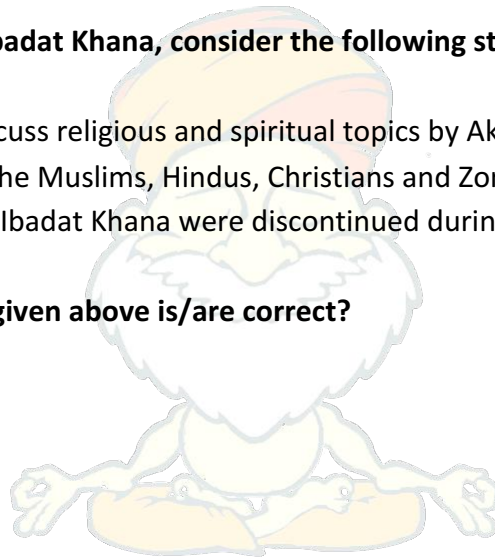 badat Khana, consider the following st
cuss religious and spiritual topics by Ak
he Muslims, Hindus, Christians and Zor
Ibadat Khana were discontinued durin
given above is/are correct?